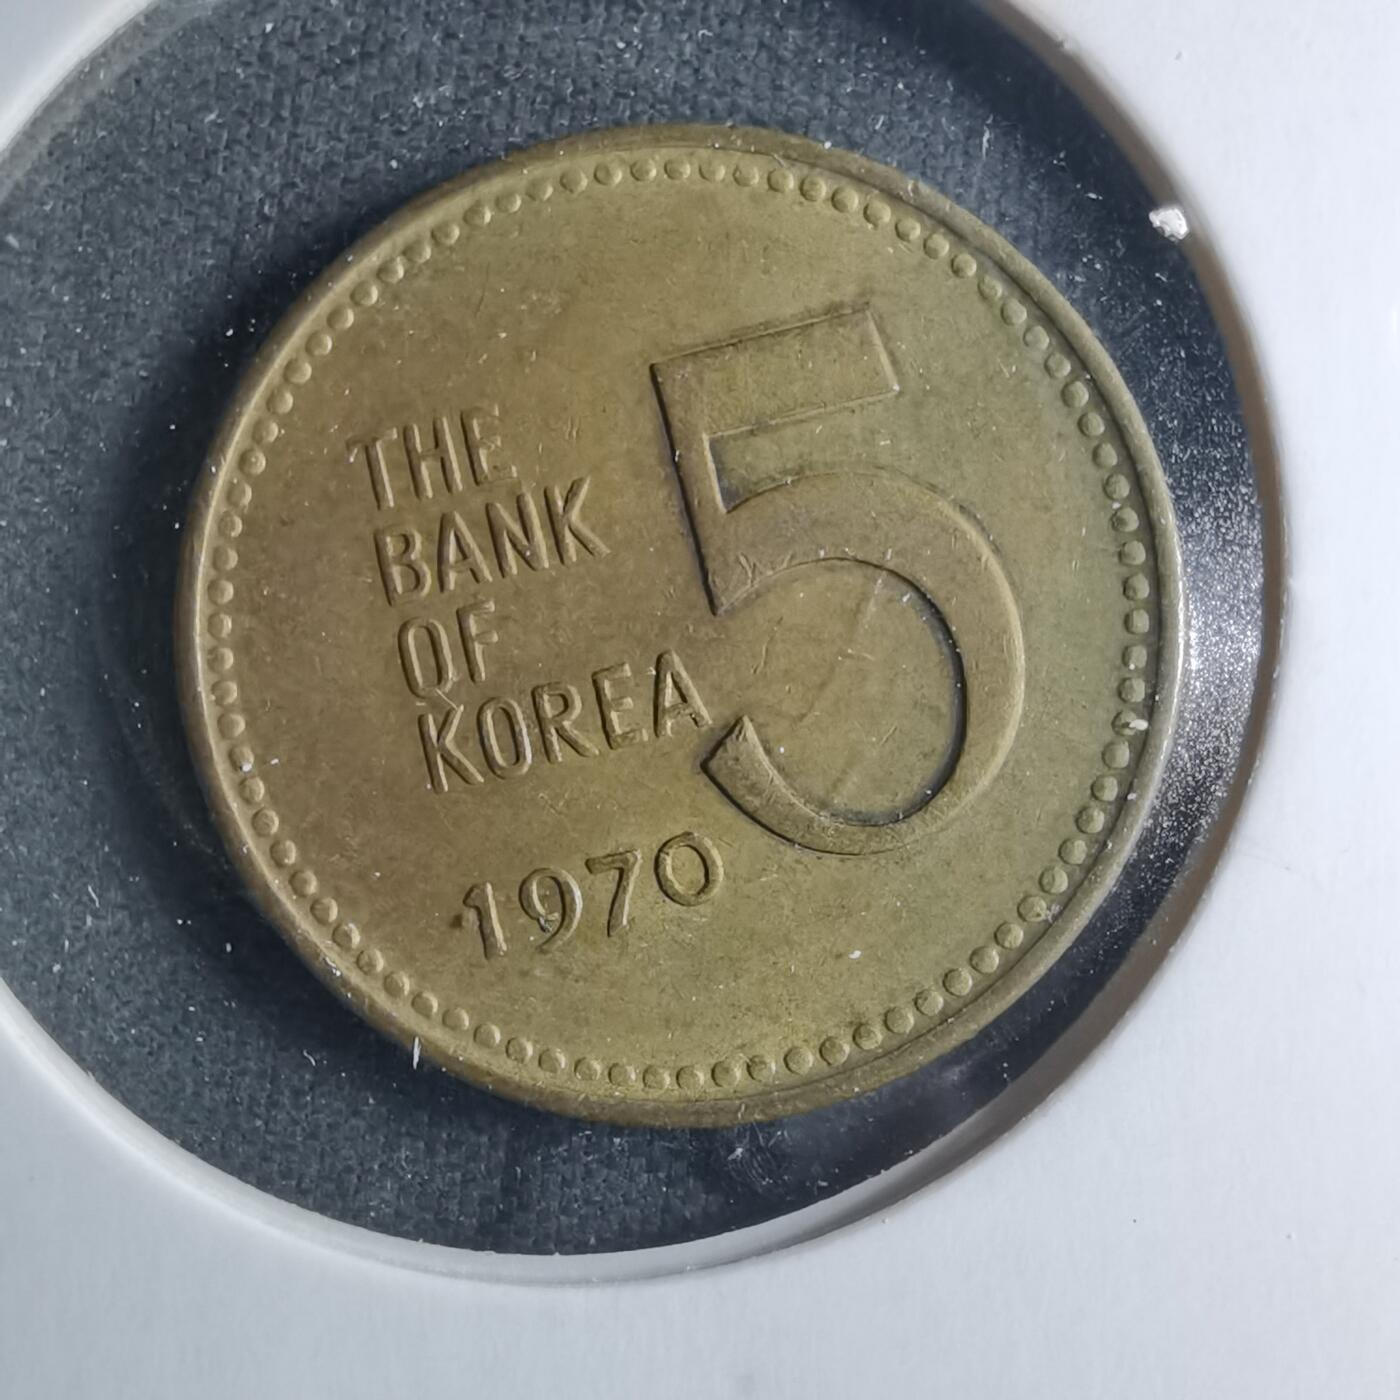 THE
BANK
OF
KOREA
5
1970